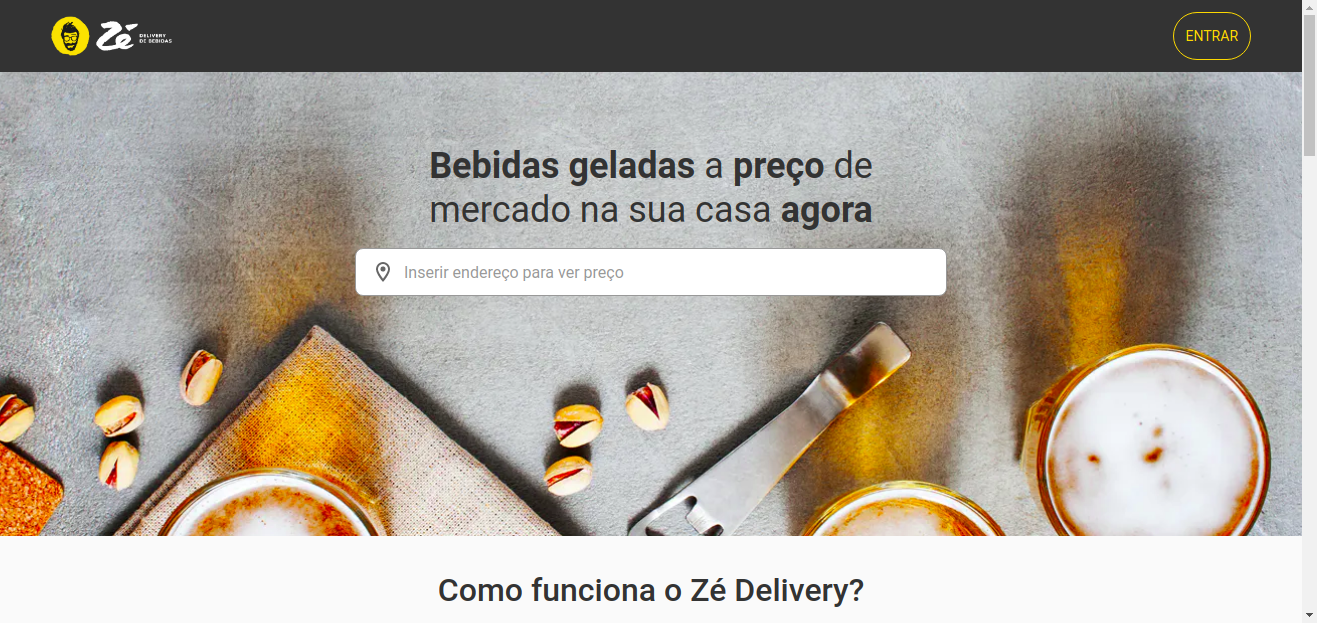 Zé DELIVERY
DE BEBIDAS
ENTRAR
Bebidas geladas a preço de
mercado na sua casa agora
Inserir endereço para ver preço
Como funciona o Zé Delivery?